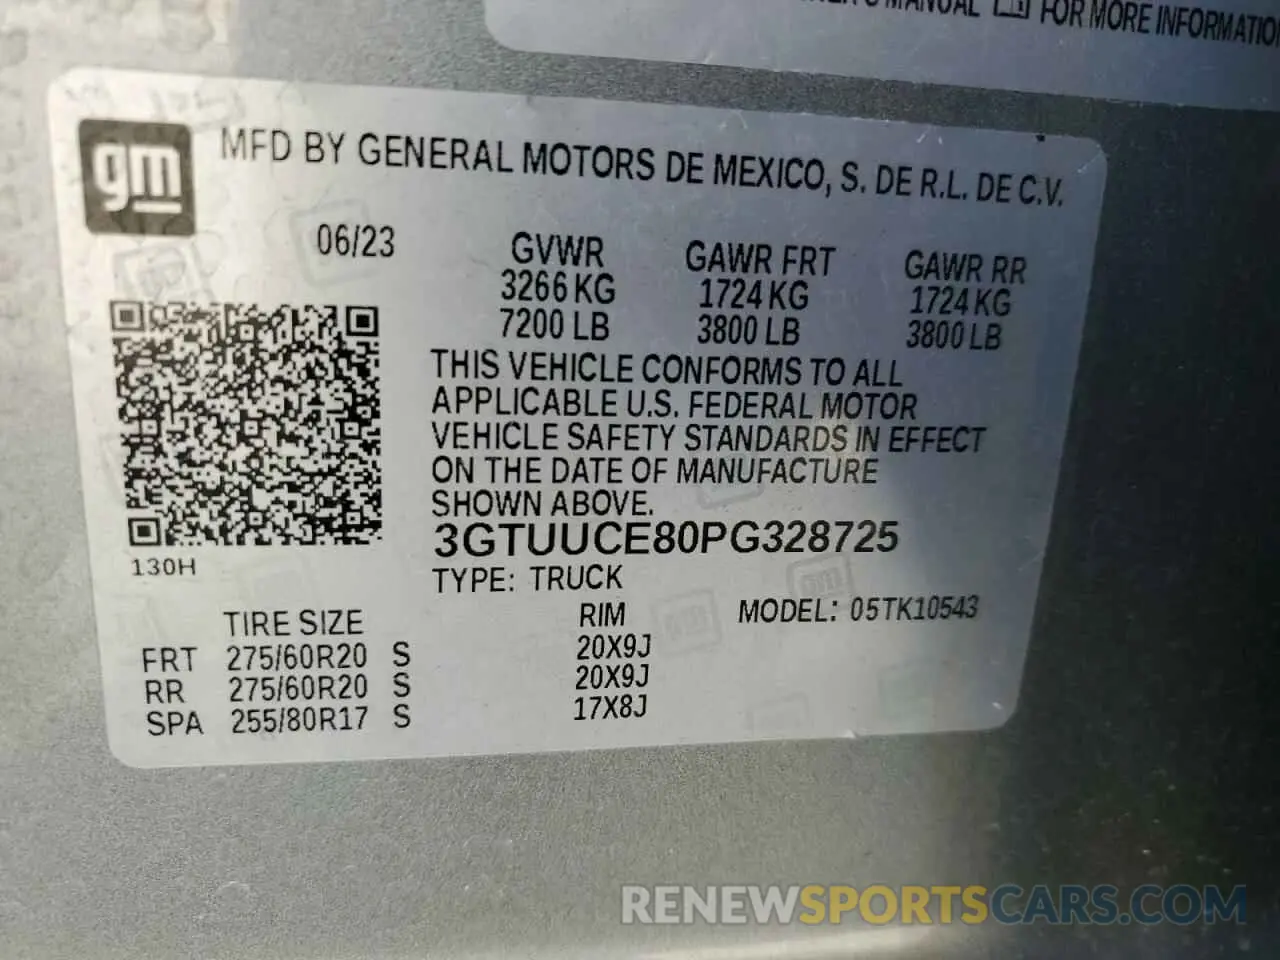 MANUAL FOR MORE INFORMATION
gm
MFD BY GENERAL MOTORS DE MEXICO, S. DE R.L. DE C.V.
06/23
GVWR GAWR FRT GAWR RR
3266 KG 1724 KG 1724 KG
7200 LB 3800 LB 3800 LB
THIS VEHICLE CONFORMS TO ALL
APPLICABLE U.S. FEDERAL MOTOR
VEHICLE SAFETY STANDARDS IN EFFECT
ON THE DATE OF MANUFACTURE
SHOWN ABOVE.
3GTUUCE80PG328725
130H
TYPE: TRUCK
TIRE SIZE RIM MODEL: 05TK10543
FRT 275/60R20 S 20X9J
RR 275/60R20 S 20X9J
SPA 255/80R17 S 17X8J
RENEWSPORTSCARS.COM